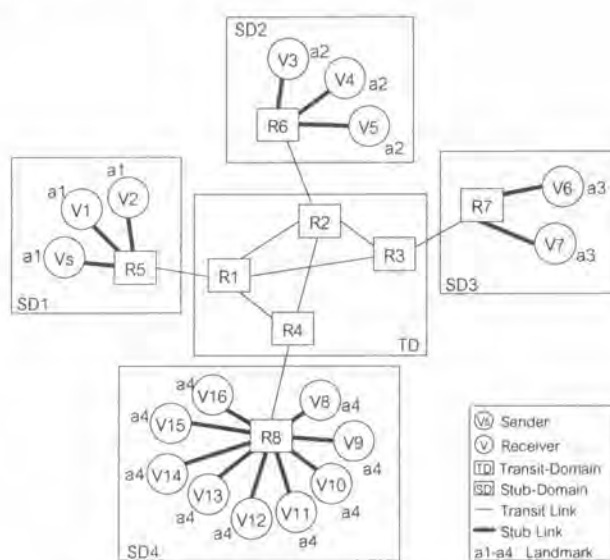 SD2
V3
a2
V4
a2
R6
V5
a2
a1
a1
V1
V2
a1
Vs
R5
SD1
R7
V6
a3
V7
a3
SD3
R2
R3
R1
R4
TD
a4
V16
V8
a4
a4
V15
R8
V9
a4
a4
V14
V10
a4
V13
a4
V12
a4
V11
a4
SD4
Vs Sender
V Receiver
TD Transit-Domain
SD Stub-Domain
Transit Link
Stub Link
a1-a4 Landmark